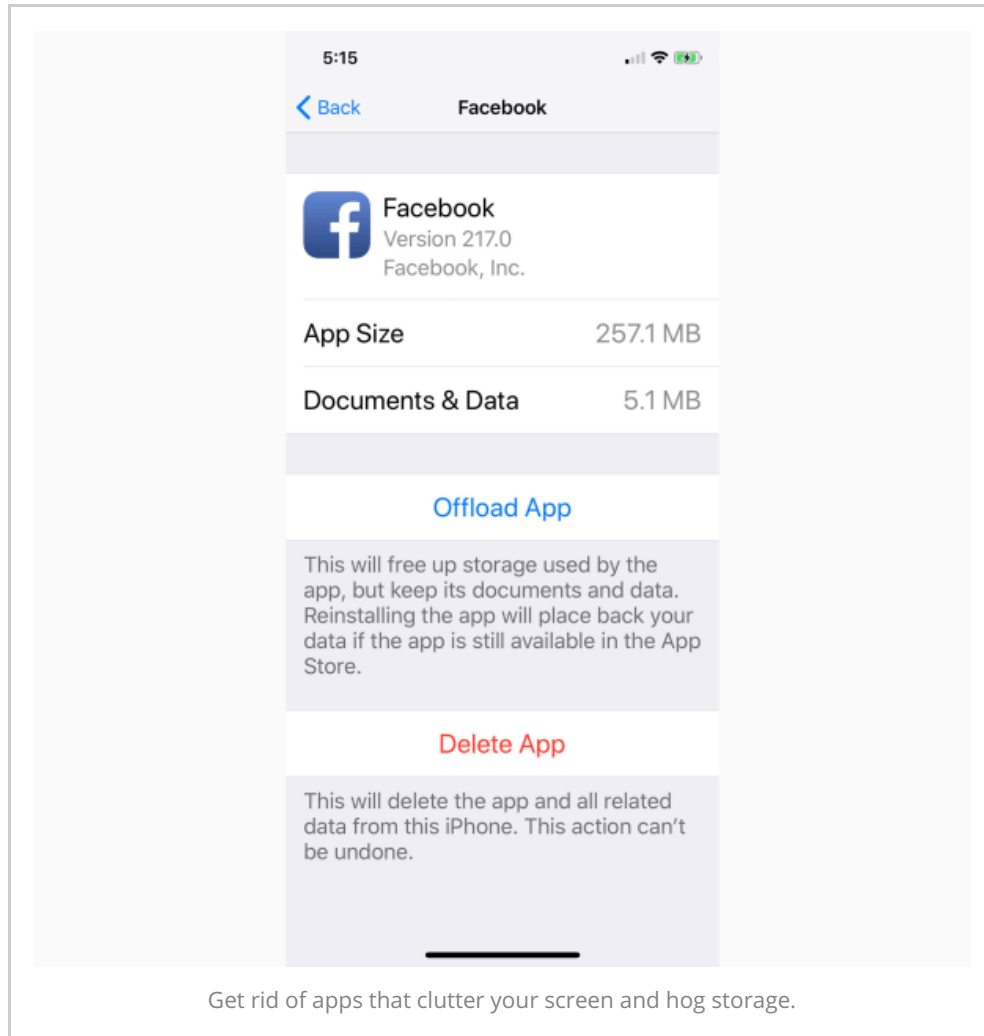 5:15
Back Facebook
Facebook
Version 217.0
Facebook, Inc.
App Size 257.1 MB
Documents & Data 5.1 MB
Offload App
This will free up storage used by the
app, but keep its documents and data.
Reinstalling the app will place back your
data if the app is still available in the App
Store.
Delete App
This will delete the app and all related
data from this iPhone. This action can't
be undone.
Get rid of apps that clutter your screen and hog storage.